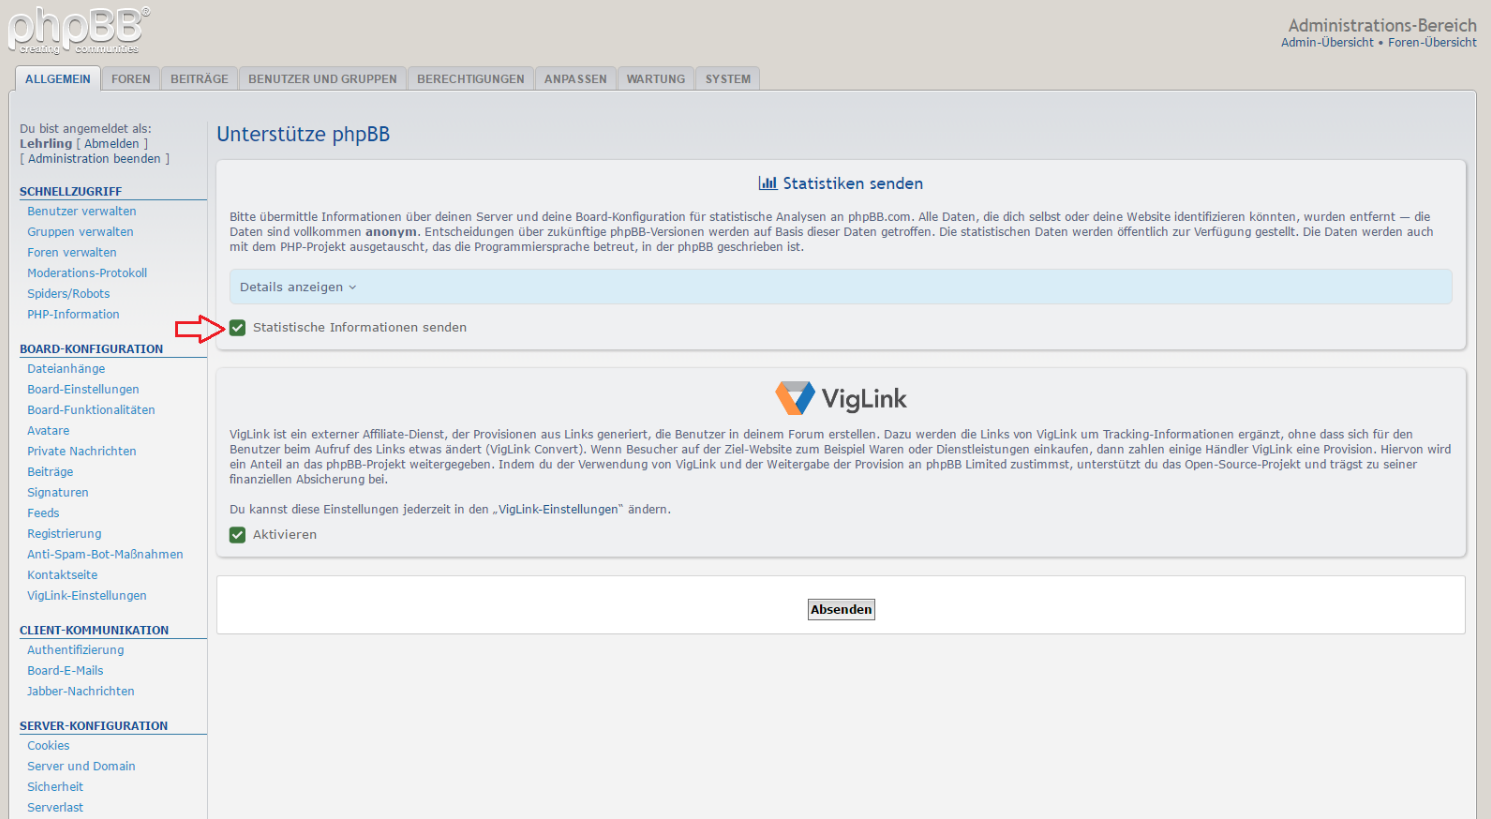 phpBB®
creating communities
Administrations-Bereich
Admin-Übersicht • Foren-Übersicht
ALLGEMEIN FOREN BEITRÄGE BENUTZER UND GRUPPEN BERECHTIGUNGEN ANPASSEN WARTUNG SYSTEM
Du bist angemeldet als:
Lehrling [ Abmelden ]
[ Administration beenden ]
SCHNELLZUGRIFF
Benutzer verwalten
Gruppen verwalten
Foren verwalten
Moderations-Protokoll
Spiders/Robots
PHP-Information
BOARD-KONFIGURATION
Dateianhänge
Board-Einstellungen
Board-Funktionalitäten
Avatare
Private Nachrichten
Beiträge
Signaturen
Feeds
Registrierung
Anti-Spam-Bot-Maßnahmen
Kontaktseite
VigLink-Einstellungen
CLIENT-KOMMUNIKATION
Authentifizierung
Board-E-Mails
Jabber-Nachrichten
SERVER-KONFIGURATION
Cookies
Server und Domain
Sicherheit
Serverlast
Unterstütze phpBB
Statistiken senden
Bitte übermittle Informationen über deinen Server und deine Board-Konfiguration für statistische Analysen an phpBB.com. Alle Daten, die dich selbst oder deine Website identifizieren könnten, wurden entfernt — die
Daten sind vollkommen anonym. Entscheidungen über zukünftige phpBB-Versionen werden auf Basis dieser Daten getroffen. Die statistischen Daten werden öffentlich zur Verfügung gestellt. Die Daten werden auch
mit dem PHP-Projekt ausgetauscht, das die Programmiersprache betreut, in der phpBB geschrieben ist.
Details anzeigen
Statistische Informationen senden
VigLink
VigLink ist ein externer Affiliate-Dienst, der Provisionen aus Links generiert, die Benutzer in deinem Forum erstellen. Dazu werden die Links von VigLink um Tracking-Informationen ergänzt, ohne dass sich für den
Benutzer beim Aufruf des Links etwas ändert (VigLink Convert). Wenn Besucher auf der Ziel-Website zum Beispiel Waren oder Dienstleistungen einkaufen, dann zahlen einige Händler VigLink eine Provision. Hiervon wird
ein Anteil an das phpBB-Projekt weitergegeben. Indem du der Verwendung von VigLink und der Weitergabe der Provision an phpBB Limited zustimmst, unterstützt du das Open-Source-Projekt und trägst zu seiner
finanziellen Absicherung bei.
Du kannst diese Einstellungen jederzeit in den „VigLink-Einstellungen“ ändern.
Aktivieren
Absenden